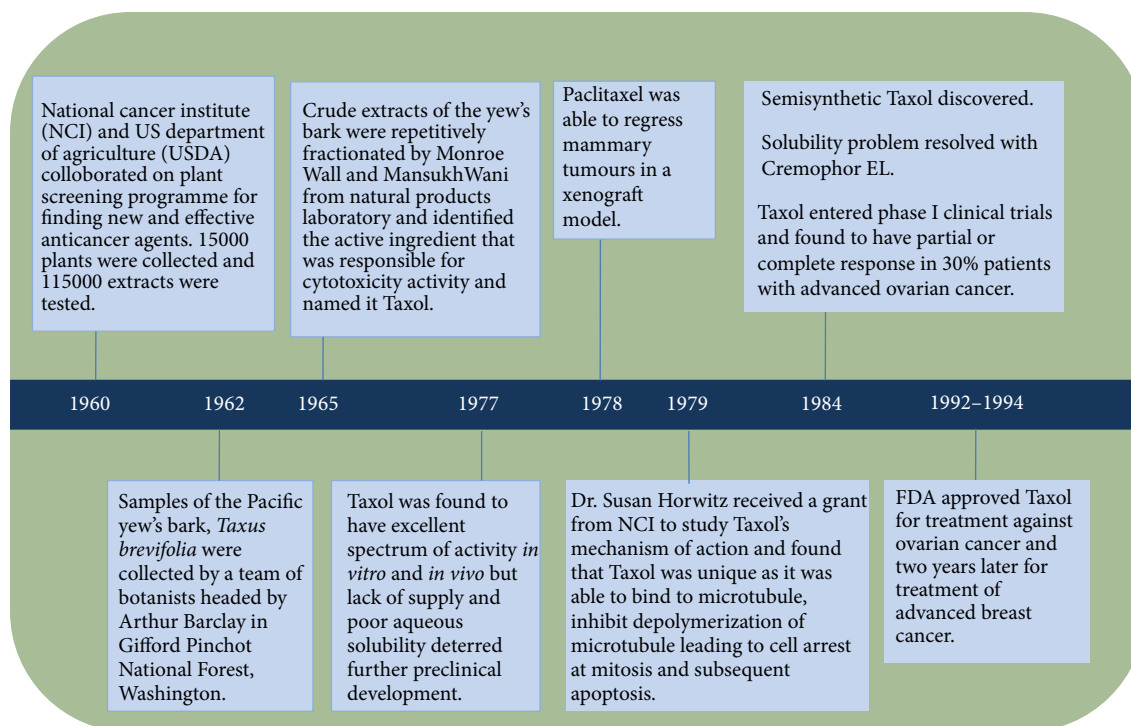 National cancer institute
(NCI) and US department
of agriculture (USDA)
colloborated on plant
screening programme for
finding new and effective
anticancer agents. 15000
plants were collected and
115000 extracts were
tested.
Crude extracts of the yew’s
bark were repetitively
fractionated by Monroe
Wall and MansukhWani
from natural products
laboratory and identified
the active ingredient that
was responsible for
cytotoxicity activity and
named it Taxol.
Paclitaxel was
able to regress
mammary
tumours in a
xenograft
model.
Semisynthetic Taxol discovered.
Solubility problem resolved with
Cremophor EL.
Taxol entered phase I clinical trials
and found to have partial or
complete response in 30% patients
with advanced ovarian cancer.
1960 1962 1965 1977 1978 1979 1984 1992–1994
Samples of the Pacific
yew’s bark, Taxus
brevifolia were
collected by a team of
botanists headed by
Arthur Barclay in
Gifford Pinchot
National Forest,
Washington.
Taxol was found to
have excellent
spectrum of activity in
vitro and in vivo but
lack of supply and
poor aqueous
solubility deterred
further preclinical
development.
Dr. Susan Horwitz received a grant
from NCI to study Taxol’s
mechanism of action and found
that Taxol was unique as it was
able to bind to microtubule,
inhibit depolymerization of
microtubule leading to cell arrest
at mitosis and subsequent
apoptosis.
FDA approved Taxol
for treatment against
ovarian cancer and
two years later for
treatment of
advanced breast
cancer.